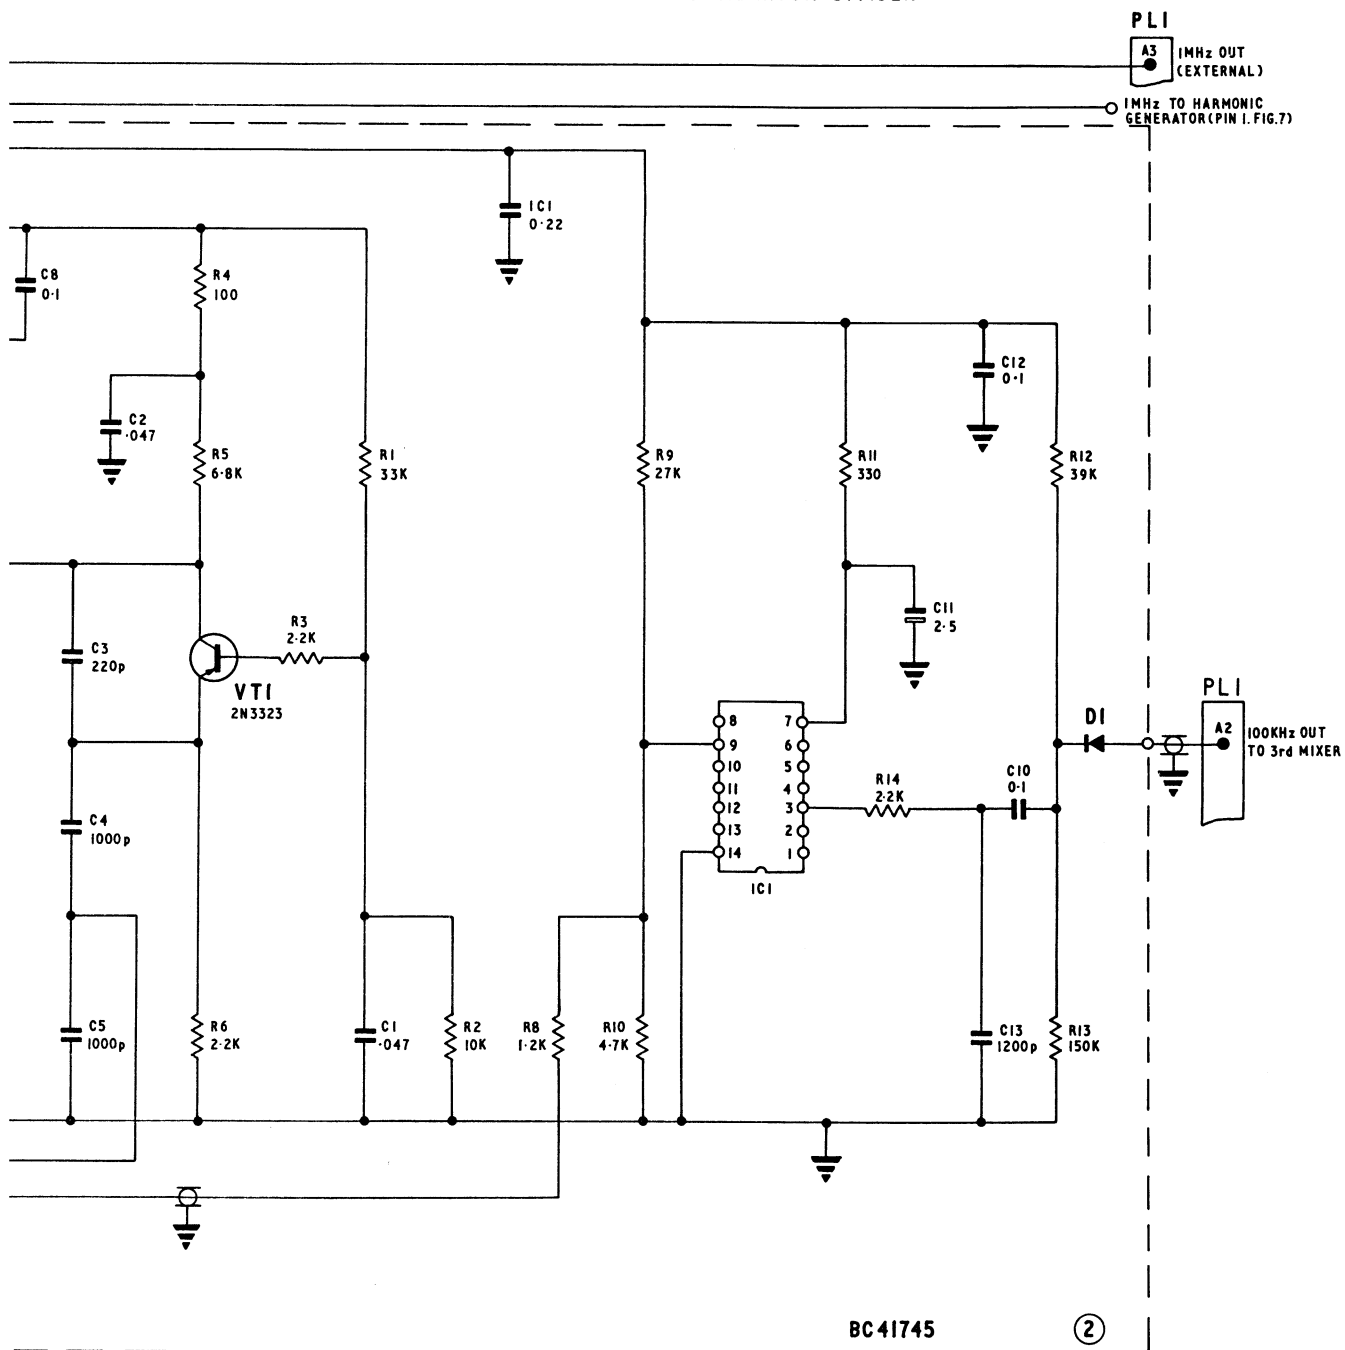 PL1
A3
1MHz OUT
(EXTERNAL)
1MHz TO HARMONIC
GENERATOR(PIN 1. FIG.7)
1C1
0·22
C8
0·1
R4
100
C12
0·1
C2
·047
R5
6·8K
R1
33K
R9
27K
R11
330
R12
39K
C3
220p
R3
2·2K
C11
2·5
VT1
2N3323
PL1
D1
A2
100KHz OUT
TO 3rd MIXER
8
9
10
11
12
13
14
7
6
5
4
3
2
1
IC1
R14
2·2K
C10
0·1
C4
1000p
C5
1000p
R6
2·2K
C1
·047
R2
10K
R8
1·2K
R10
4·7K
C13
1200p
R13
150K
BC41745
2